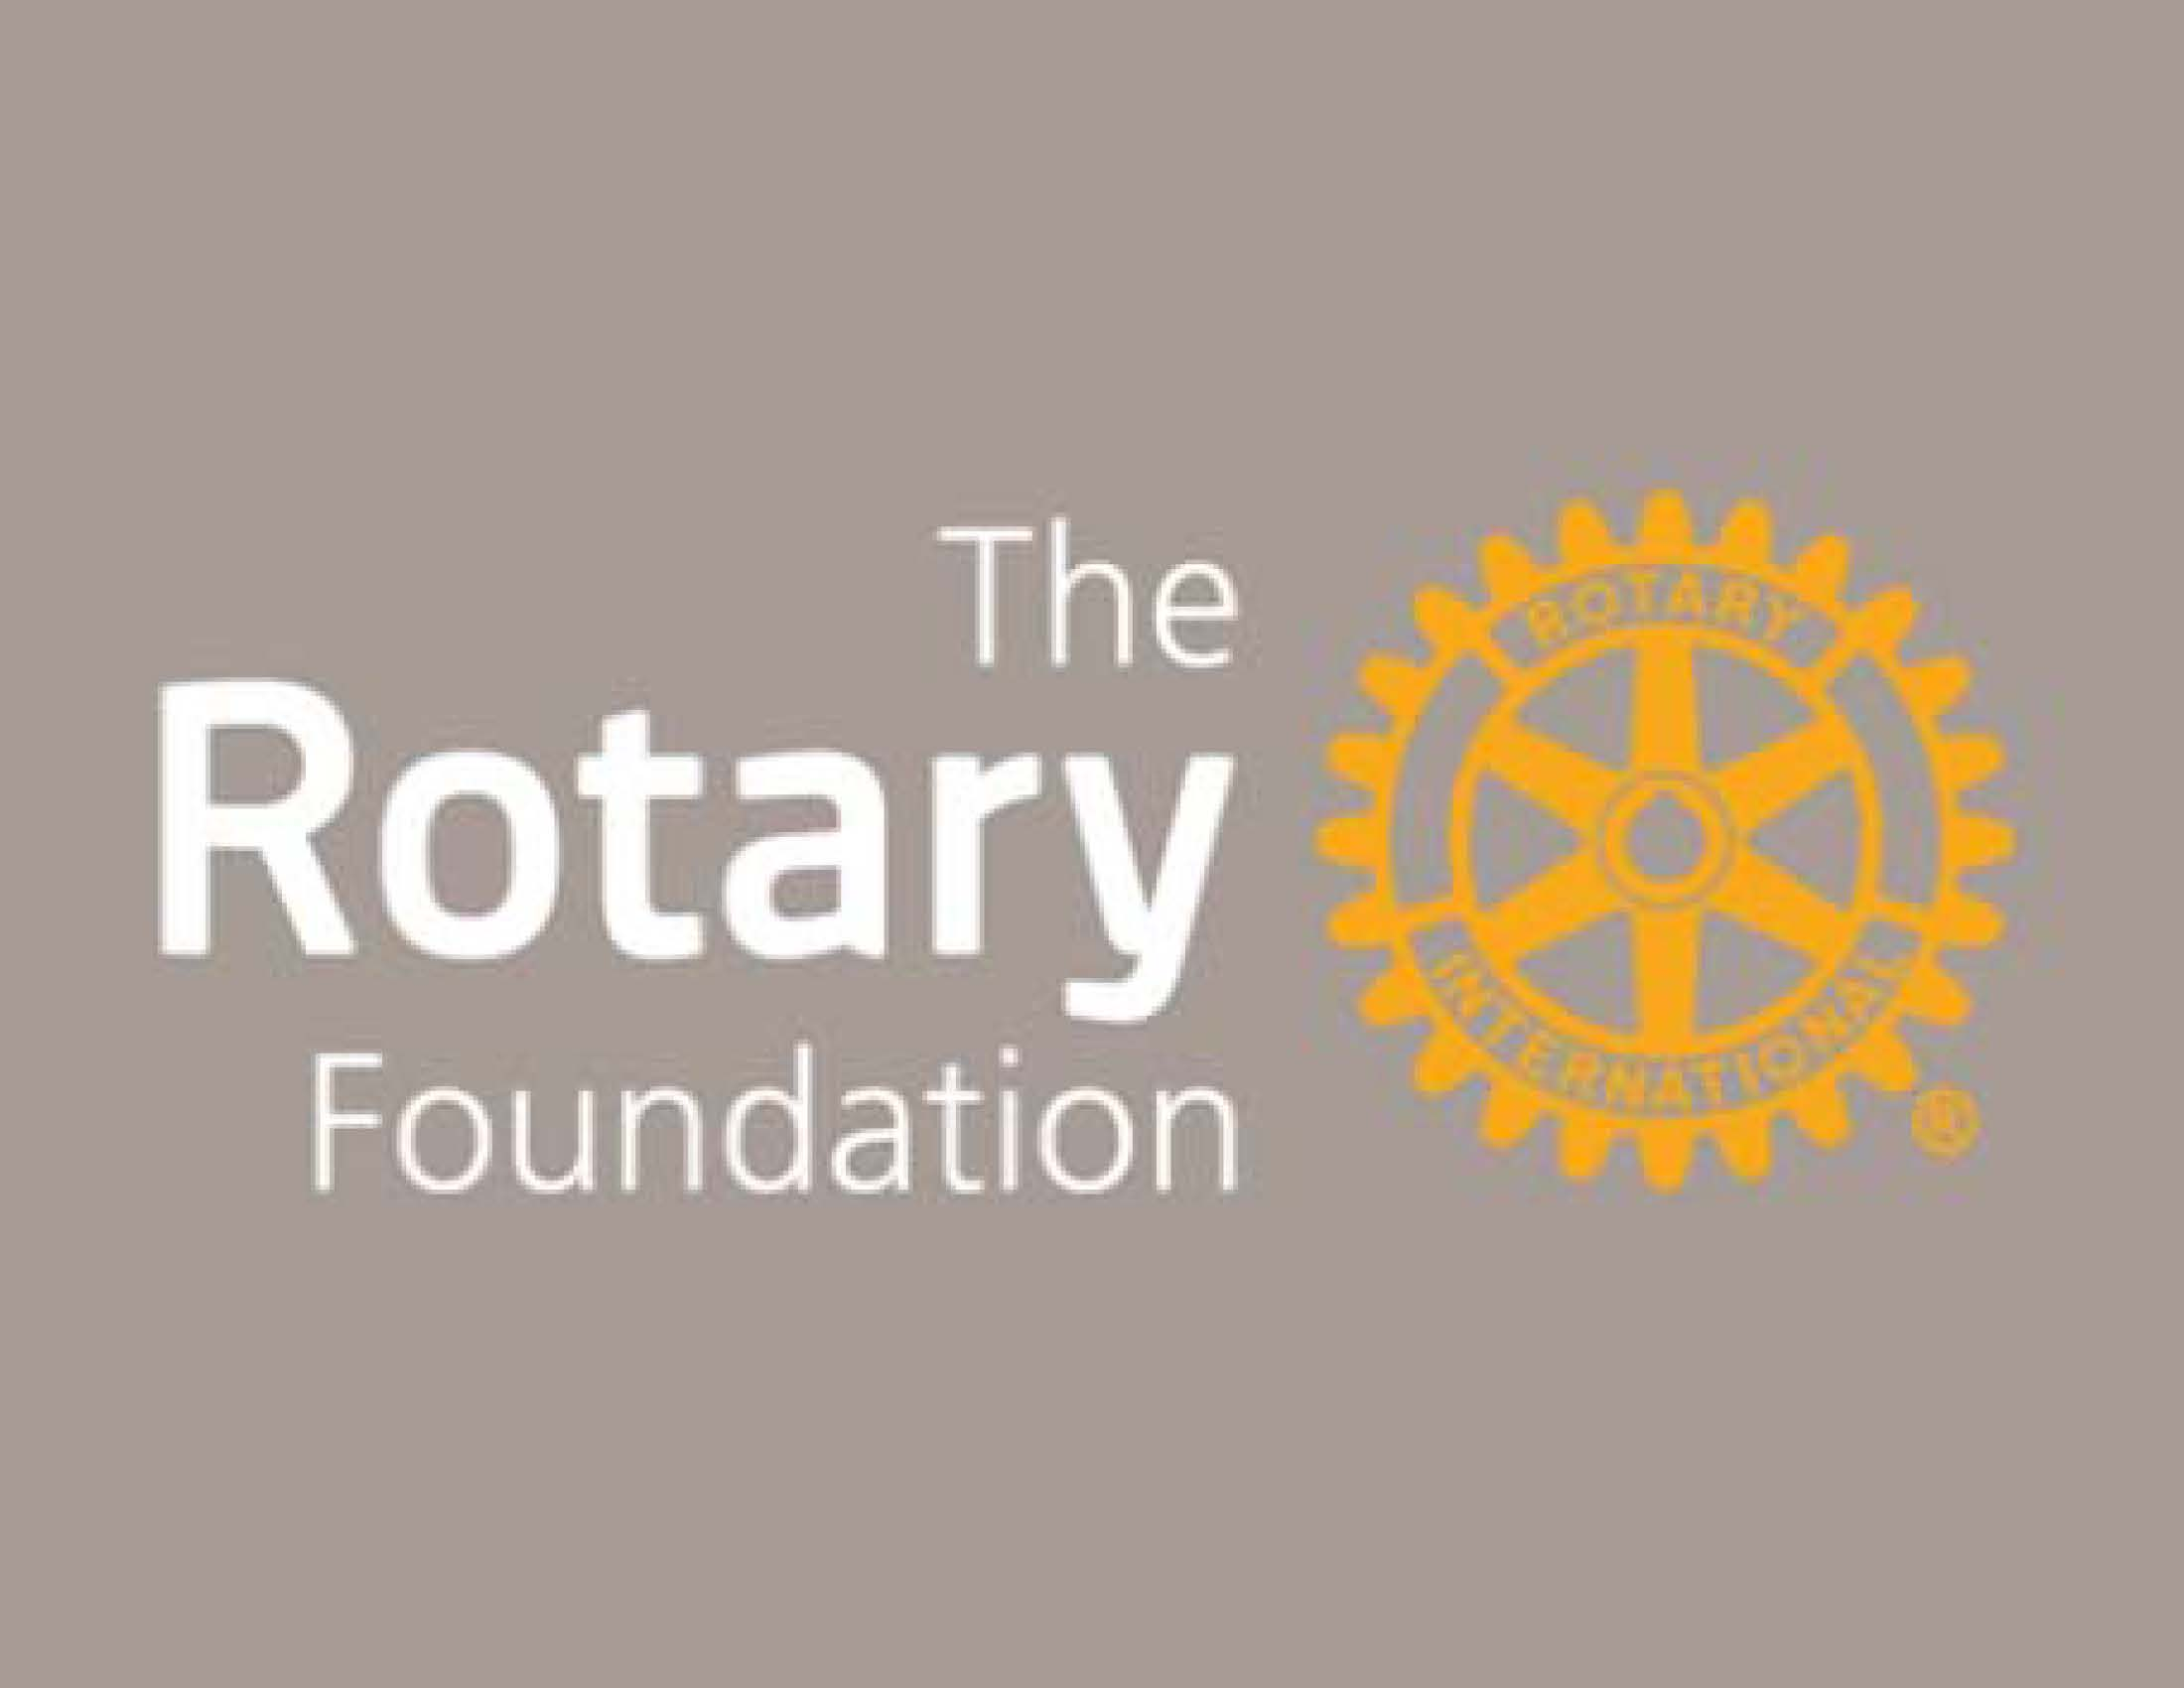 The
Rotary
Foundation
ROTARY
INTERNATIONAL
®